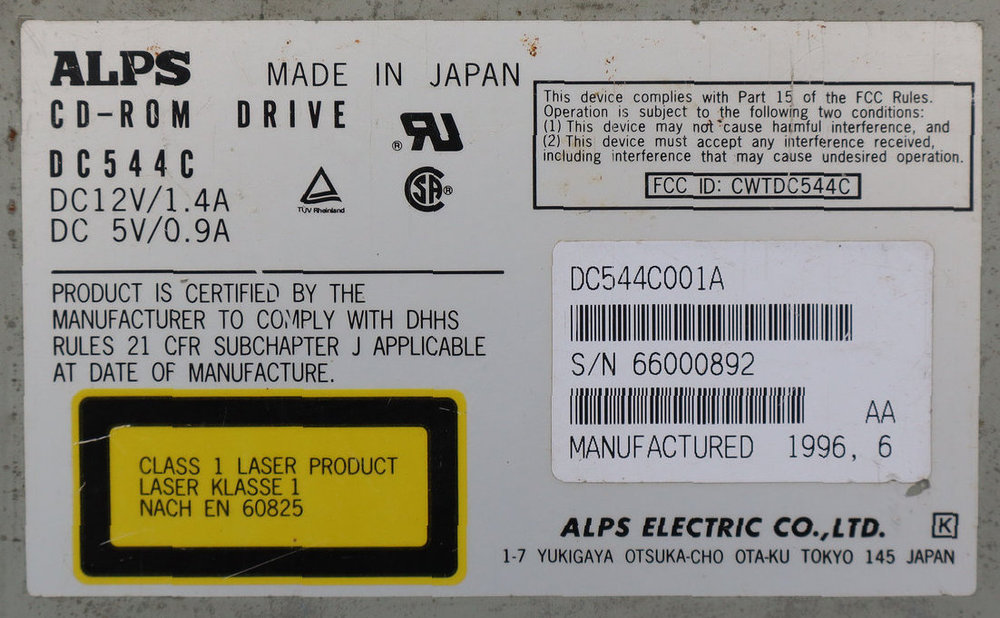 ALPS
MADE IN JAPAN
CD-ROM DRIVE
DC544C
DC12V/1.4A
DC 5V/0.9A
® RU
TÜV Rheinland
SA®
This device complies with Part 15 of the FCC Rules.
Operation is subject to the following two conditions:
(1) This device may not cause harmful interference, and
(2) This device must accept any interference received,
including interference that may cause undesired operation.
FCC ID: CWTDC544C
PRODUCT IS CERTIFIED BY THE
MANUFACTURER TO COMPLY WITH DHHS
RULES 21 CFR SUBCHAPTER J APPLICABLE
AT DATE OF MANUFACTURE.
CLASS 1 LASER PRODUCT
LASER KLASSE 1
NACH EN 60825
DC544C001A
S/N 66000892
AA
MANUFACTURED 1996, 6
ALPS ELECTRIC CO.,LTD. K
1-7 YUKIGAYA OTSUKA-CHO OTA-KU TOKYO 145 JAPAN